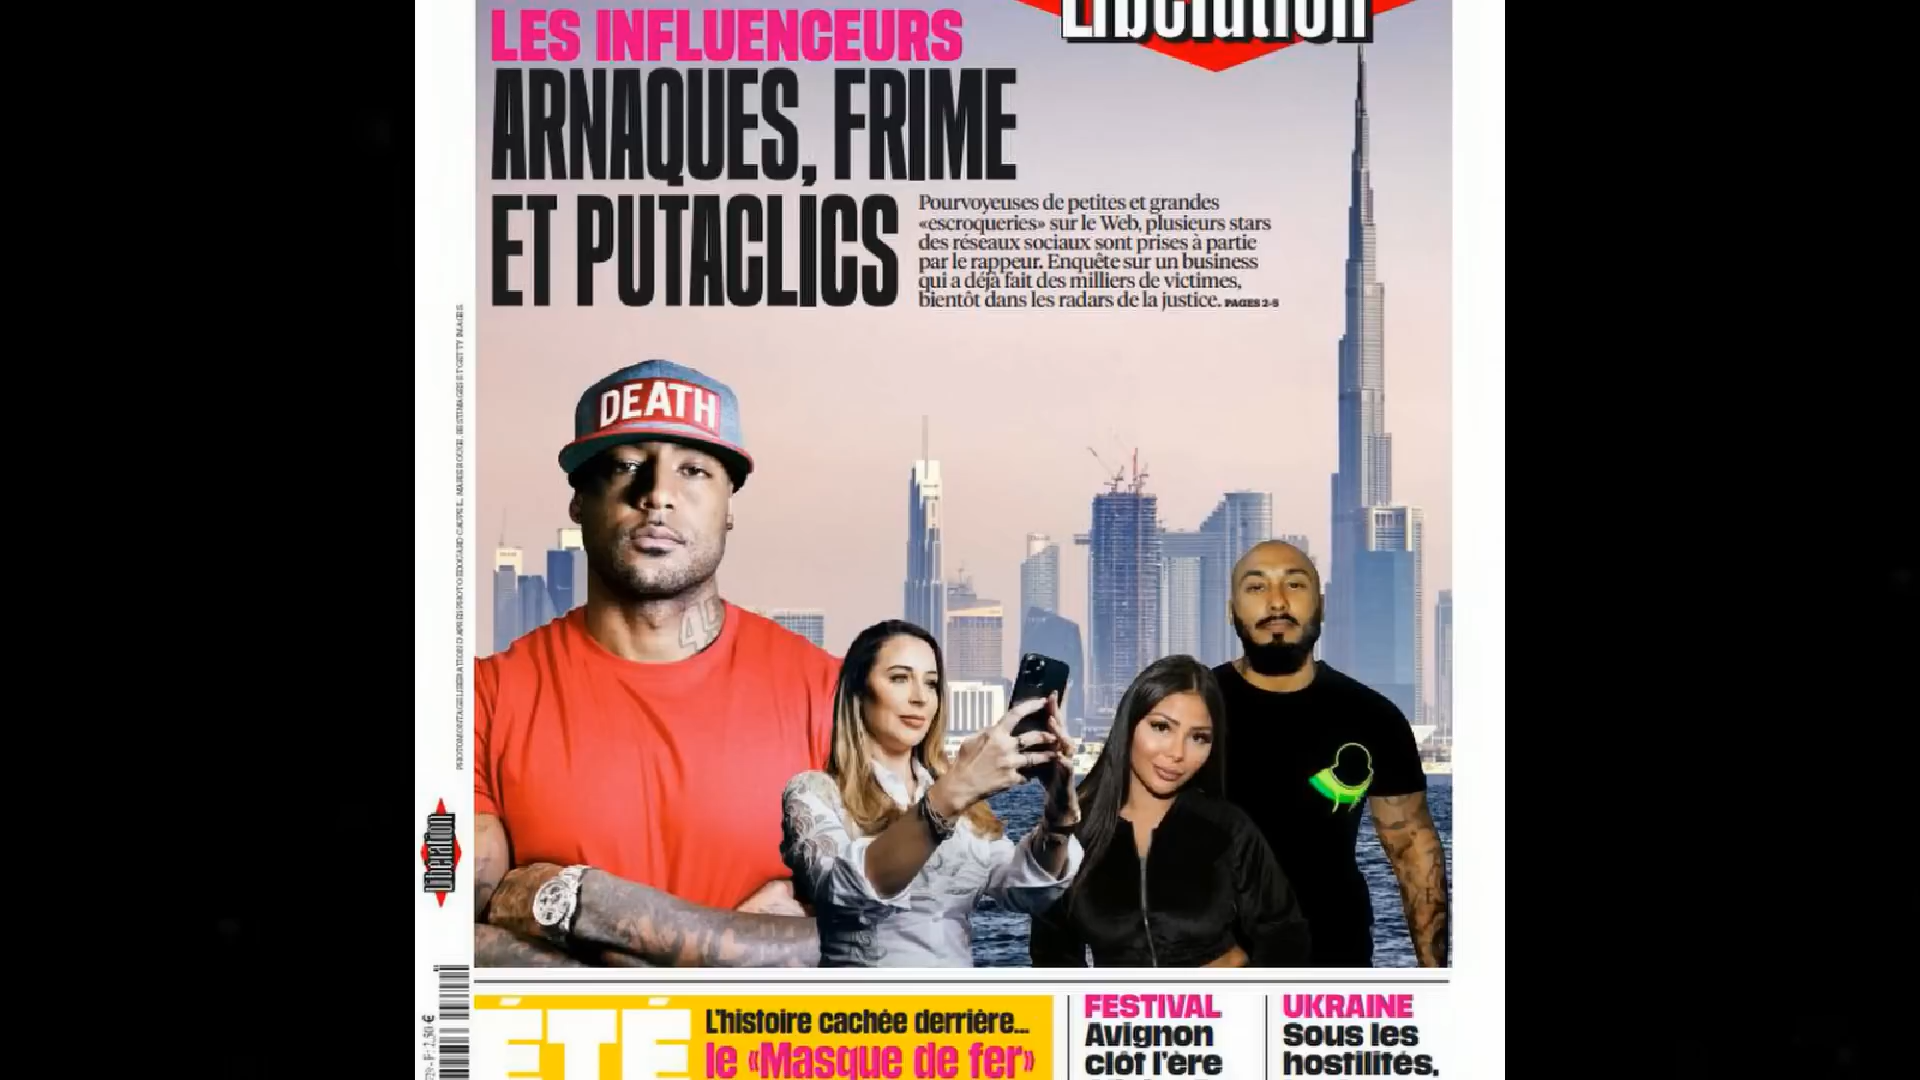 Libération
LES INFLUENCEURS
ARNAQUES, FRIME
ET PUTACLICS
Pourvoyeuses de petites et grandes
«escroqueries» sur le Web, plusieurs stars
des réseaux sociaux sont prises à partie
par le rappeur. Enquête sur un business
qui a déjà fait des milliers de victimes,
bientôt dans les radars de la justice. PAGES 2-5
DEATH
Libération
ÉTÉ
L'histoire cachée derrière...
le «Masque de fer»
FESTIVAL
Avignon
clôt l'ère
UKRAINE
Sous les
hostilités,